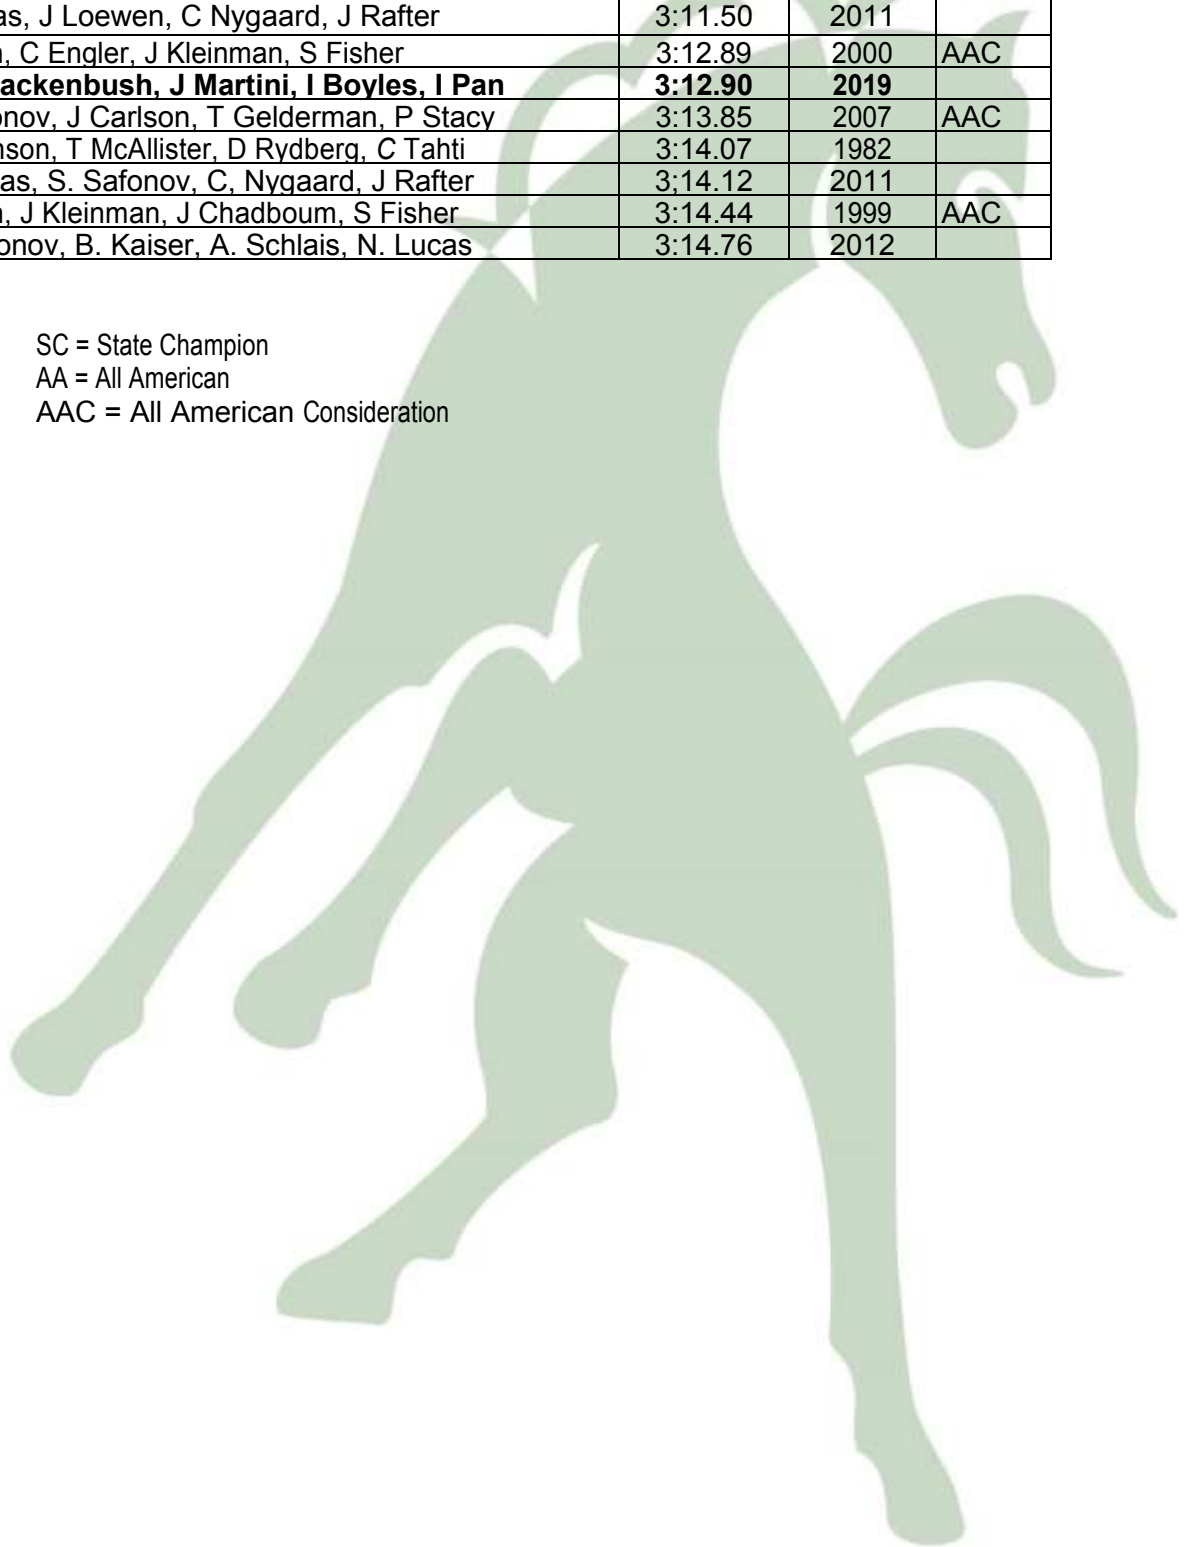 as, J Loewen, C Nygaard, J Rafter 3:11.50 2011
, C Engler, J Kleinman, S Fisher 3:12.89 2000 AAC
ackenbush, J Martini, I Boyles, I Pan 3:12.90 2019
onov, J Carlson, T Gelderman, P Stacy 3:13.85 2007 AAC
nson, T McAllister, D Rydberg, C Tahti 3:14.07 1982
as, S. Safonov, C, Nygaard, J Rafter 3;14.12 2011
, J Kleinman, J Chadboum, S Fisher 3:14.44 1999 AAC
onov, B. Kaiser, A. Schlais, N. Lucas 3:14.76 2012
SC = State Champion
AA = All American
AAC = All American Consideration